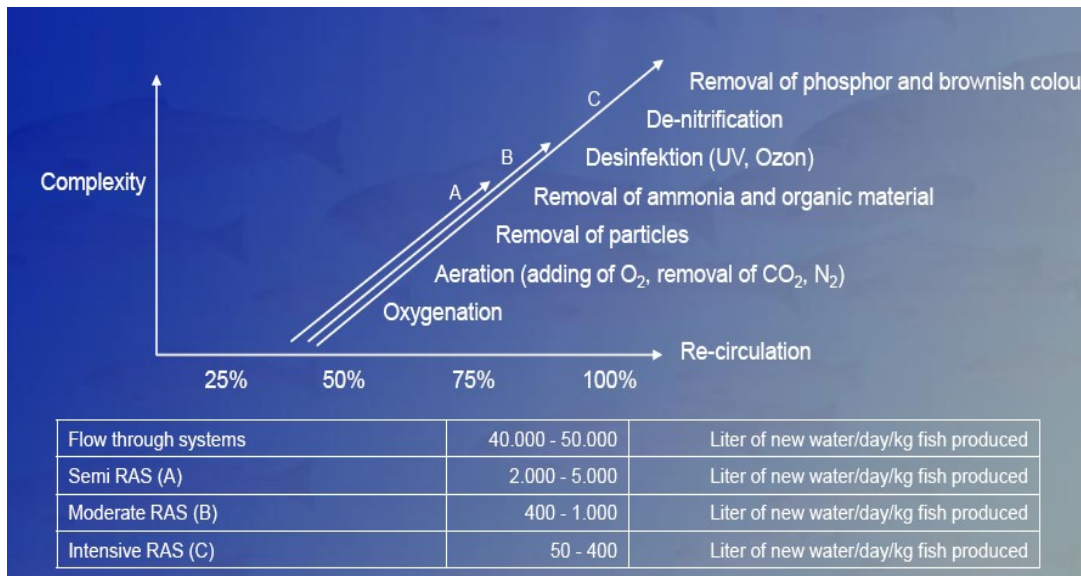 Removal of phosphor and brownish colou
C
De-nitrification
B
Desinfektion (UV, Ozon)
Complexity
A
Removal of ammonia and organic material
Removal of particles
Aeration (adding of O₂, removal of CO₂, N₂)
Oxygenation
Re-circulation
25% 50% 75% 100%
Flow through systems 40.000 - 50.000 Liter of new water/day/kg fish produced
Semi RAS (A) 2.000 - 5.000 Liter of new water/day/kg fish produced
Moderate RAS (B) 400 - 1.000 Liter of new water/day/kg fish produced
Intensive RAS (C) 50 - 400 Liter of new water/day/kg fish produced